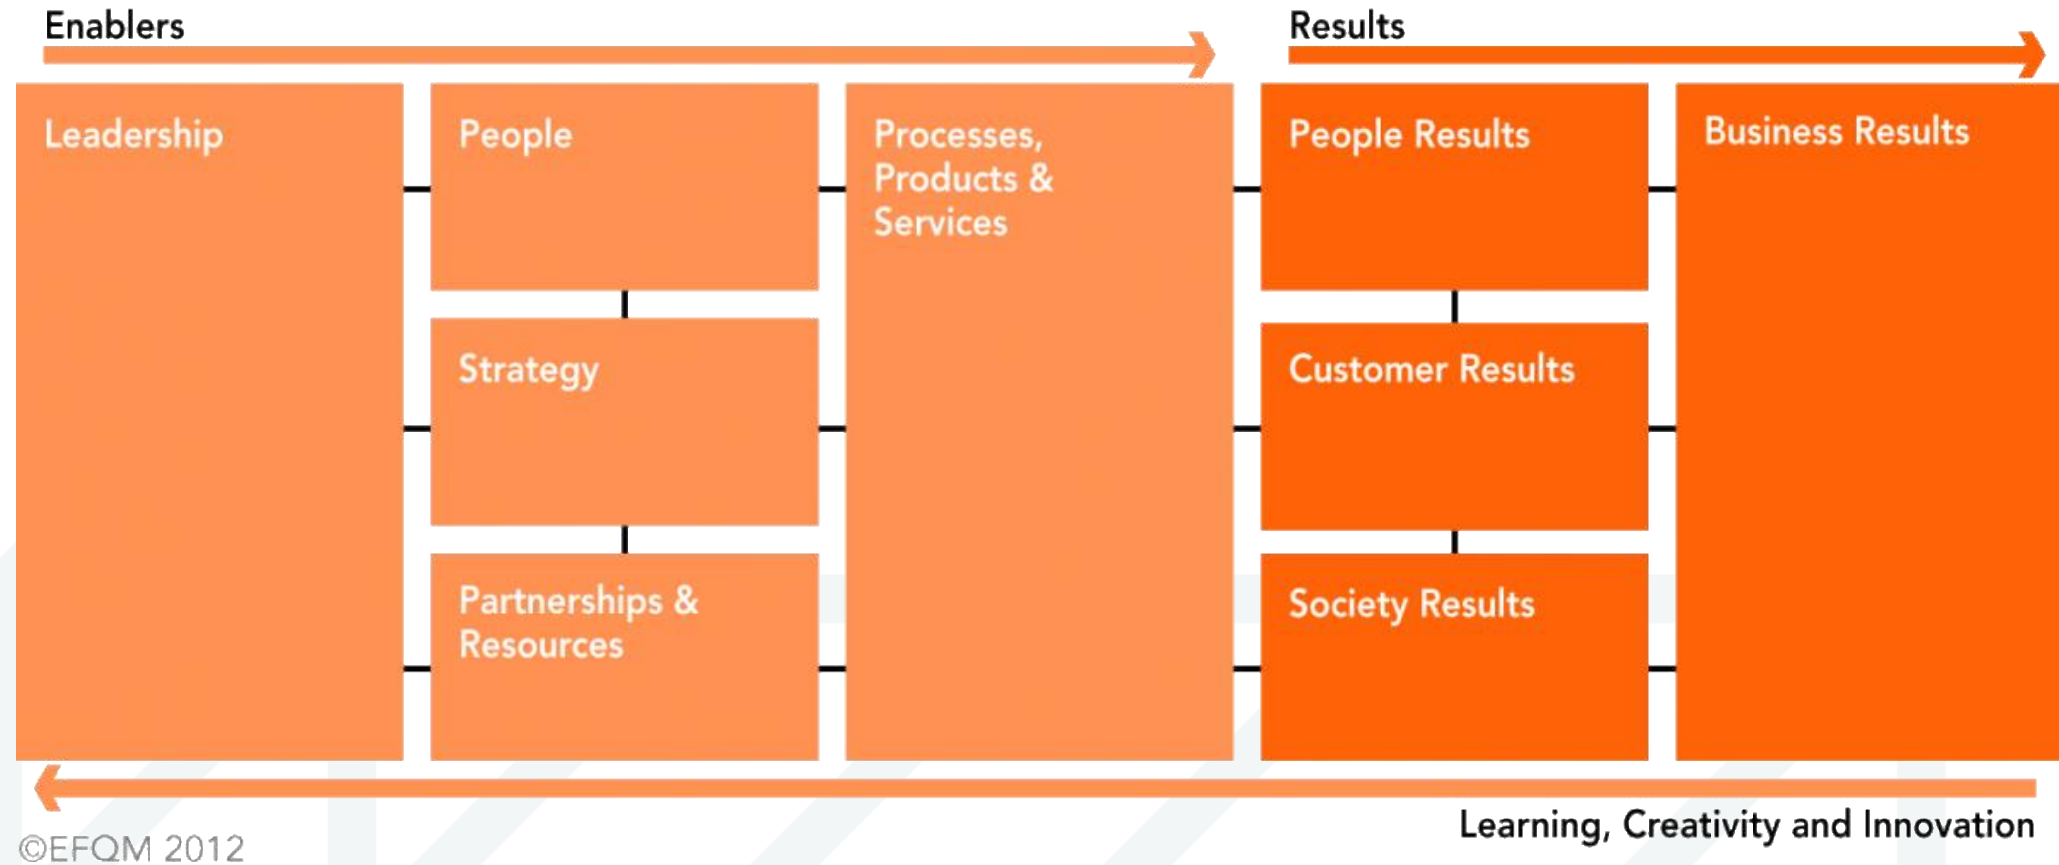 Enablers
Results
Leadership
People
Processes,
Products &
Services
People Results
Business Results
Strategy
Customer Results
Partnerships &
Resources
Society Results
Learning, Creativity and Innovation
©EFQM 2012